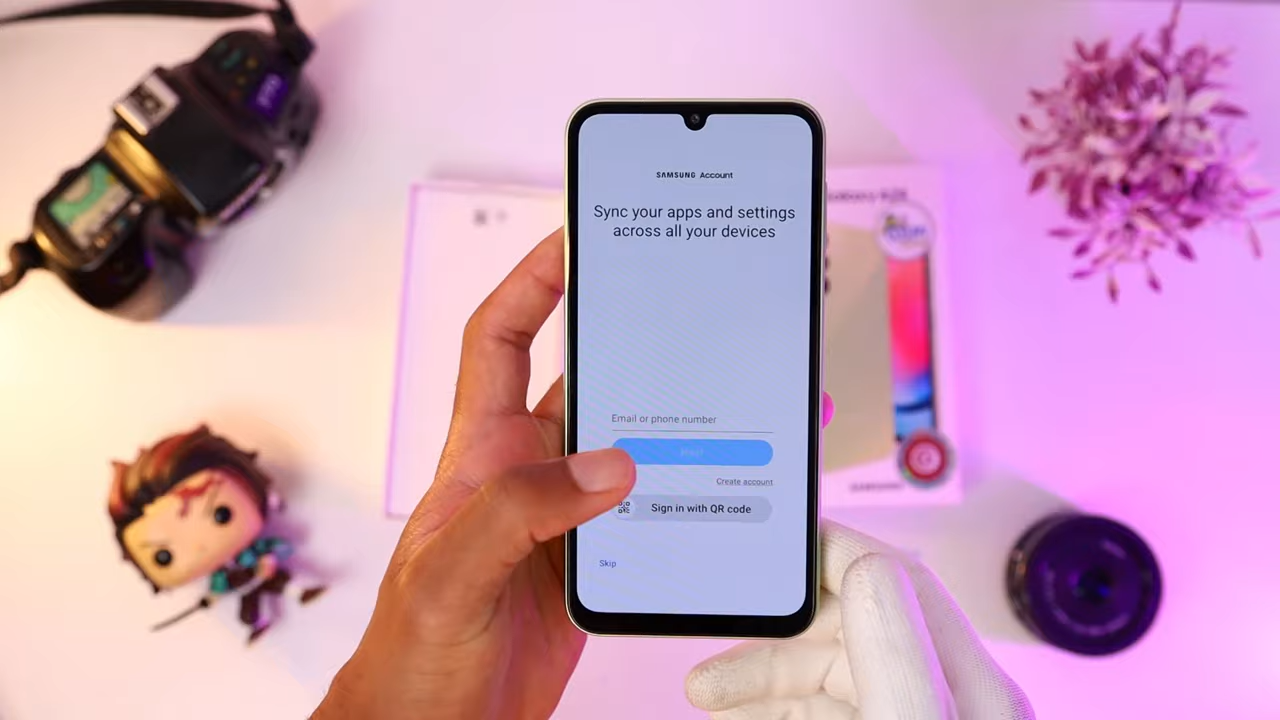 SAMSUNG Account
Sync your apps and settings
across all your devices
Email or phone number
Create account
Sign in with QR code
Skip